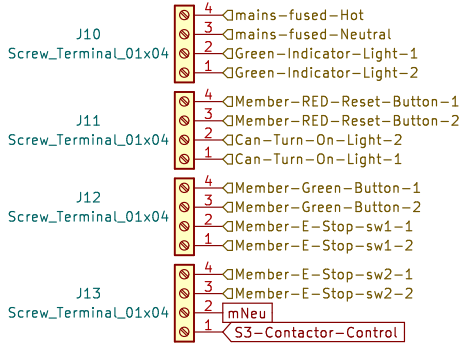 4 mains-fused-Hot
J10 3 mains-fused-Neutral
Screw_Terminal_01x04 2 Green-Indicator-Light-1
1 Green-Indicator-Light-2
4 Member-RED-Reset-Button-1
J11 3 Member-RED-Reset-Button-2
Screw_Terminal_01x04 2 Can-Turn-On-Light-2
1 Can-Turn-On-Light-1
4 Member-Green-Button-1
J12 3 Member-Green-Button-2
Screw_Terminal_01x04 2 Member-E-Stop-sw1-1
1 Member-E-Stop-sw1-2
4 Member-E-Stop-sw2-1
J13 3 Member-E-Stop-sw2-2
Screw_Terminal_01x04 2 mNeu
1 S3-Contactor-Control